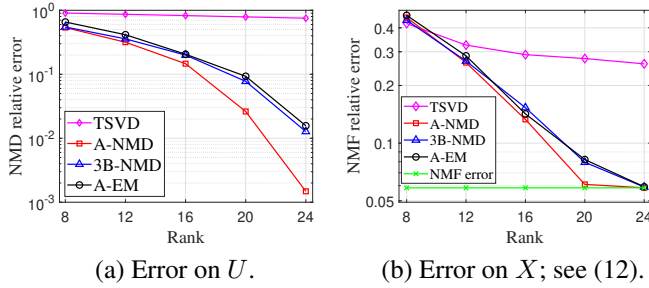 10^0
10^-1
10^-2
10^-3
NMD relative error
TSVD
A-NMD
3B-NMD
A-EM
8 12 16 20 24
Rank
(a) Error on U.
0.4
0.3
0.2
0.1
0.05
NMF relative error
TSVD
A-NMD
3B-NMD
A-EM
NMF error
8 12 16 20 24
Rank
(b) Error on X; see (12).